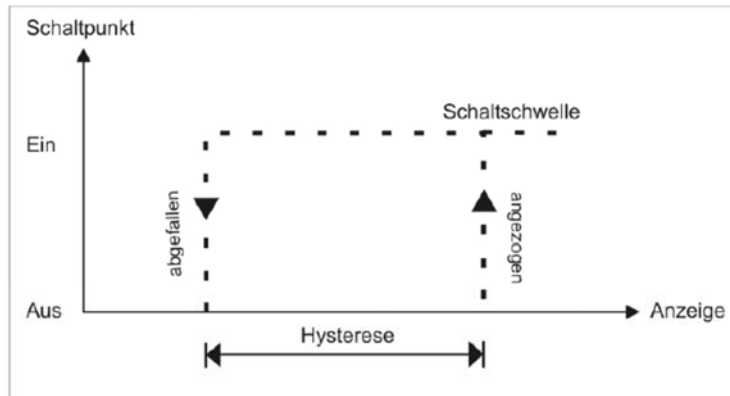 Schaltpunkt
Schaltschwelle
Ein
abgefallen
angezogen
Aus
Anzeige
Hysterese